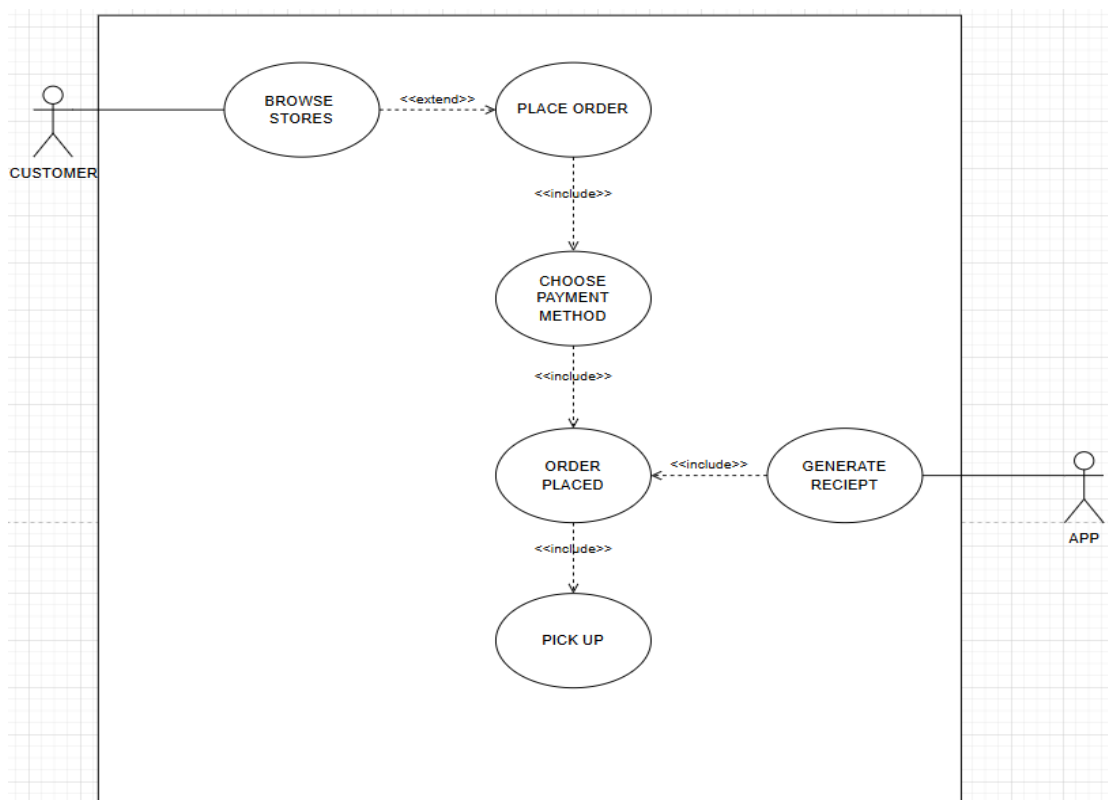 BROWSE
STORES
<<extend>>
PLACE ORDER
CUSTOMER
<<include>>
CHOOSE
PAYMENT
METHOD
<<include>>
ORDER
PLACED
<<include>>
GENERATE
RECIEPT
APP
<<include>>
PICK UP